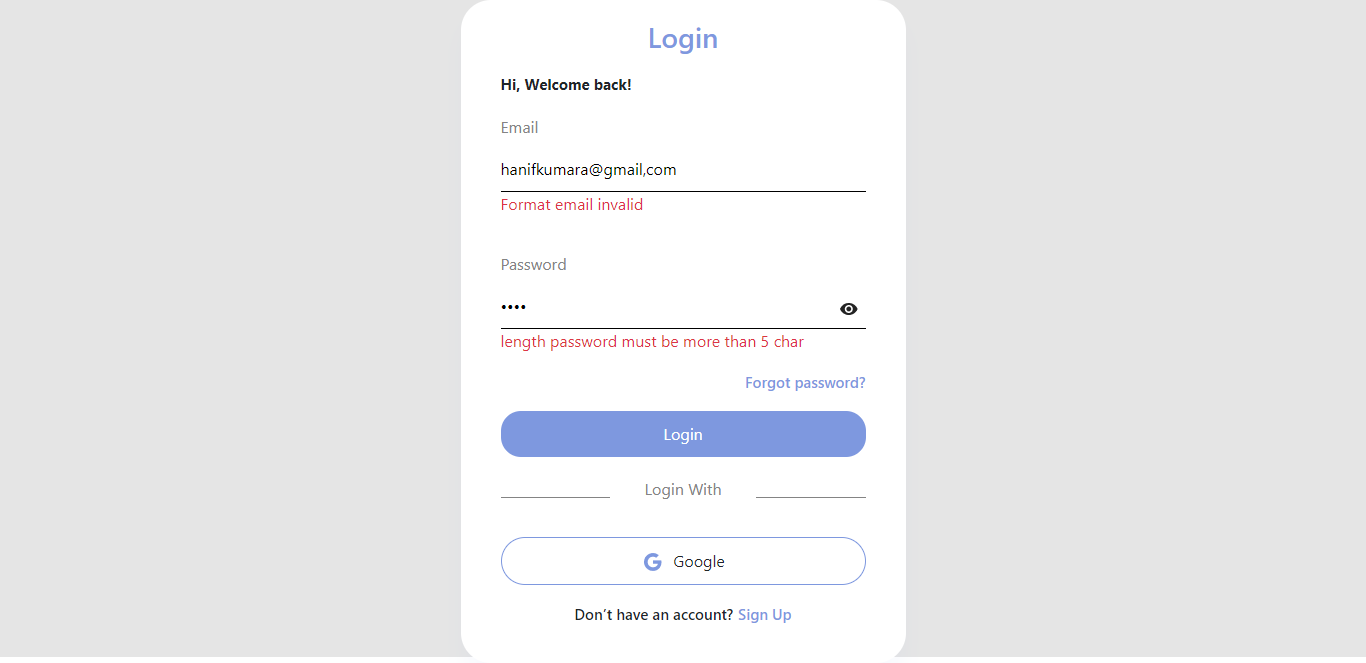 Login
Hi, Welcome back!
Email
hanifkumara@gmail,com
Format email invalid
Password
••••
length password must be more than 5 char
Forgot password?
Login
Login With
Google
Don't have an account? Sign Up